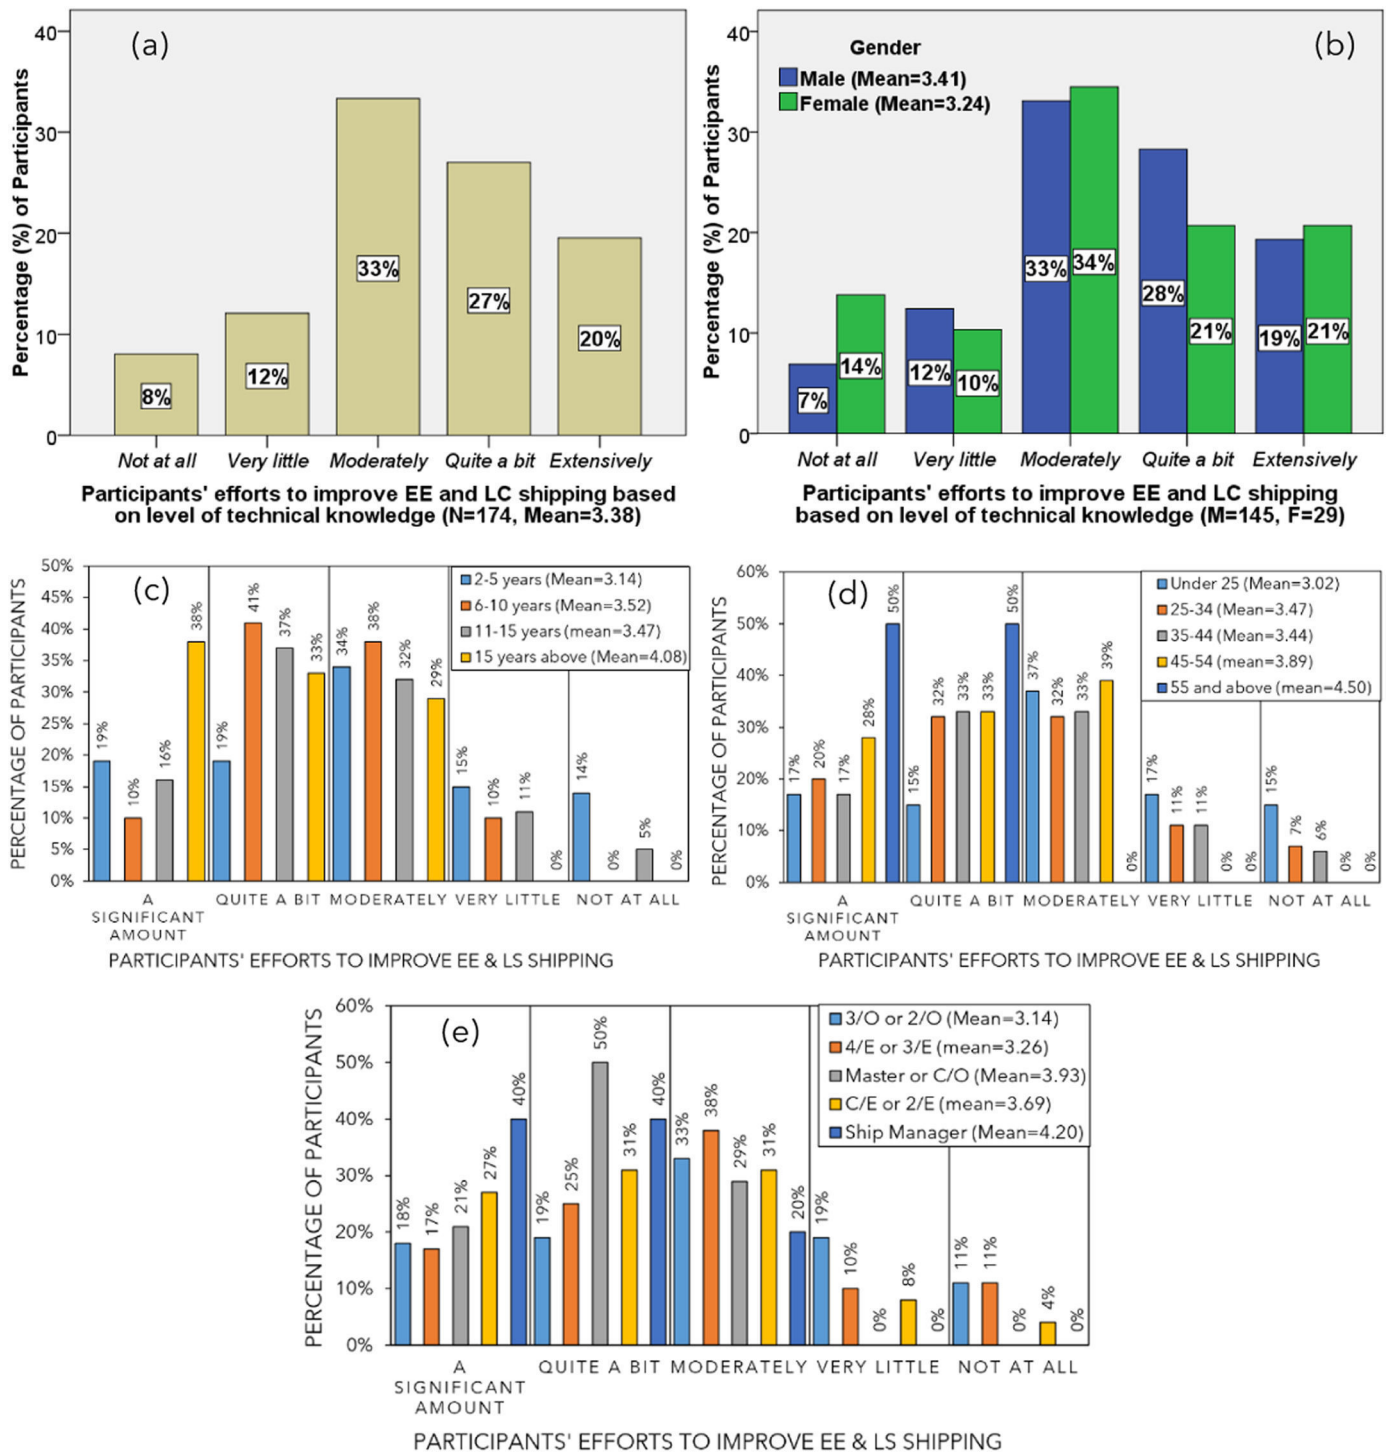 (a)
40
30
20
10
0
Percentage (%) of Participants
8%
12%
33%
27%
20%
Not at all Very little Moderately Quite a bit Extensively
Participants' efforts to improve EE and LC shipping based
on level of technical knowledge (N=174, Mean=3.38)
(b)
Gender
Male (Mean=3.41)
Female (Mean=3.24)
40
30
20
10
0
Percentage (%) of Participants
7%
14%
12%
10%
33%
34%
28%
21%
19%
21%
Not at all Very little Moderately Quite a bit Extensively
Participants' efforts to improve EE and LC shipping
based on level of technical knowledge (M=145, F=29)
(c)
2-5 years (Mean=3.14)
6-10 years (Mean=3.52)
11-15 years (mean=3.47)
15 years above (Mean=4.08)
50%
45%
40%
35%
30%
25%
20%
15%
10%
5%
0%
PERCENTAGE OF PARTICIPANTS
19%
10%
16%
38%
19%
41%
37%
33%
34%
38%
32%
29%
15%
10%
11%
0%
14%
0%
5%
0%
A
SIGNIFICANT
AMOUNT
QUITE A BIT MODERATELY VERY LITTLE NOT AT ALL
PARTICIPANTS' EFFORTS TO IMPROVE EE & LS SHIPPING
(d)
Under 25 (Mean=3.02)
25-34 (Mean=3.47)
35-44 (Mean=3.44)
45-54 (mean=3.89)
55 and above (mean=4.50)
60%
50%
40%
30%
20%
10%
0%
PERCENTAGE OF PARTICIPANTS
17%
20%
17%
28%
50%
15%
32%
33%
33%
50%
37%
32%
33%
39%
0%
17%
11%
11%
0%
0%
15%
7%
6%
0%
0%
A
SIGNIFICANT
AMOUNT
QUITE A BIT MODERATELY VERY LITTLE NOT AT ALL
PARTICIPANTS' EFFORTS TO IMPROVE EE & LS SHIPPING
(e)
3/O or 2/O (Mean=3.14)
4/E or 3/E (mean=3.26)
Master or C/O (Mean=3.93)
C/E or 2/E (mean=3.69)
Ship Manager (Mean=4.20)
60%
50%
40%
30%
20%
10%
0%
PERCENTAGE OF PARTICIPANTS
18%
17%
21%
27%
40%
19%
25%
50%
31%
40%
33%
38%
29%
31%
20%
19%
10%
0%
8%
0%
11%
11%
0%
4%
0%
A
SIGNIFICANT
AMOUNT
QUITE A BIT MODERATELY VERY LITTLE NOT AT ALL
PARTICIPANTS' EFFORTS TO IMPROVE EE & LS SHIPPING